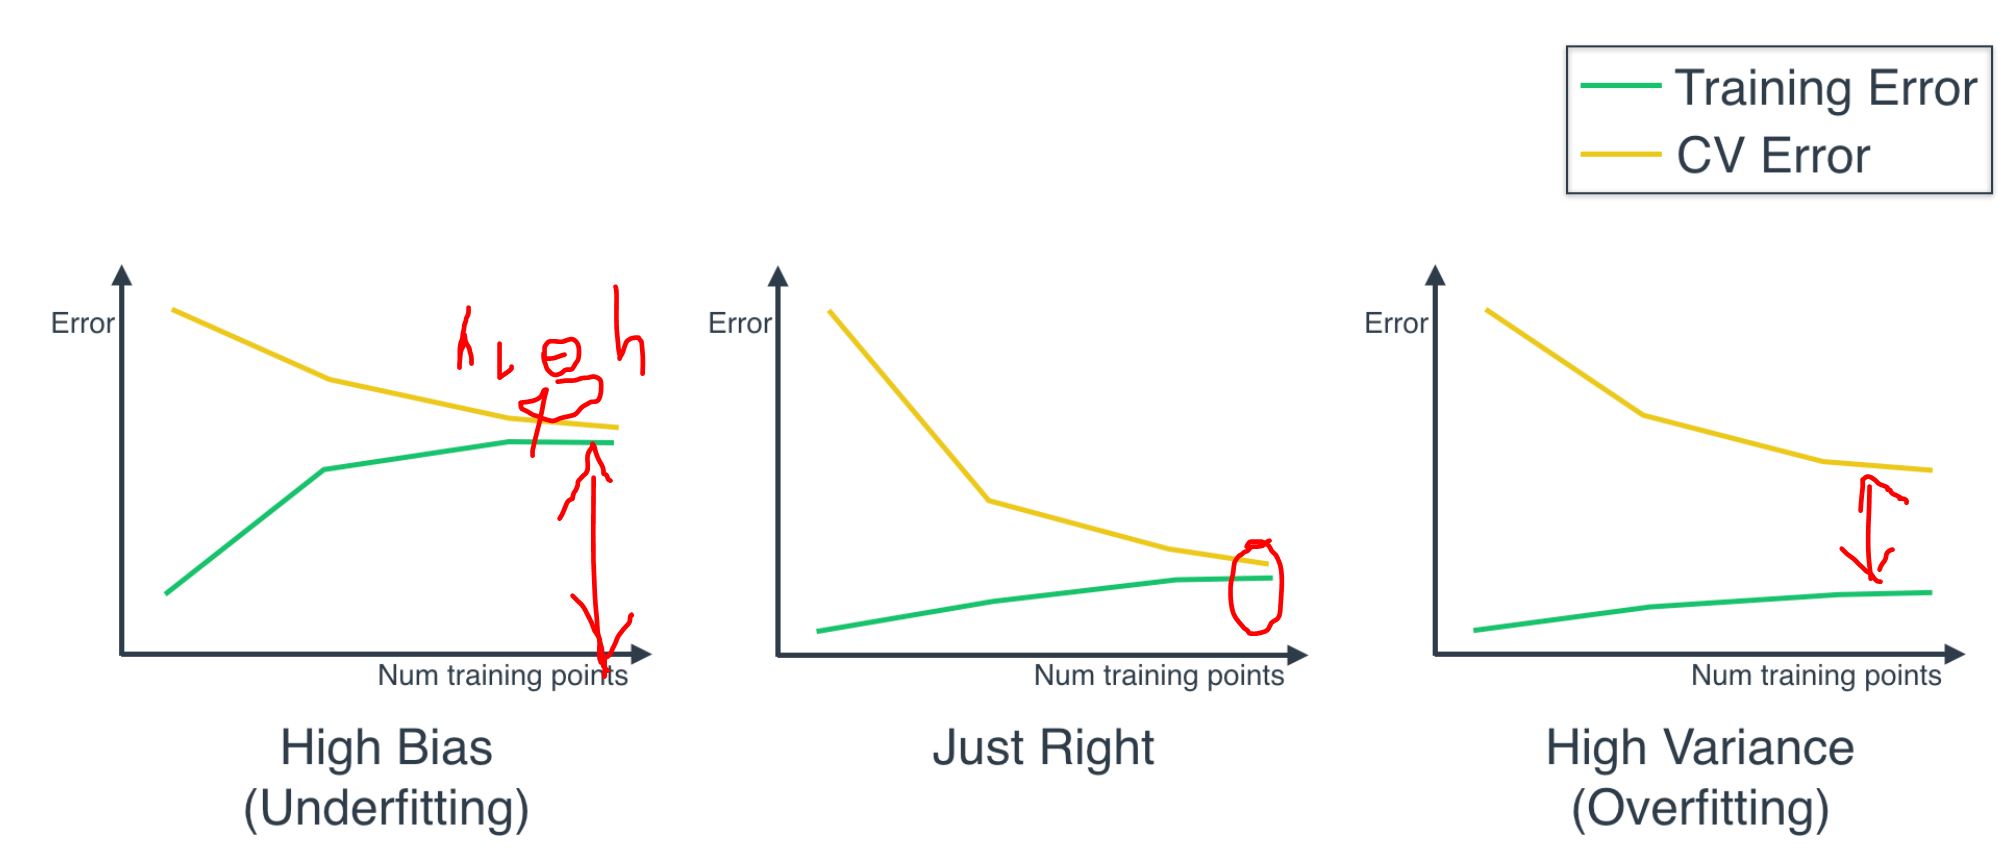 Training Error
CV Error
Error
Error
Error
Num training points
Num training points
Num training points
High Bias
(Underfitting)
Just Right
High Variance
(Overfitting)